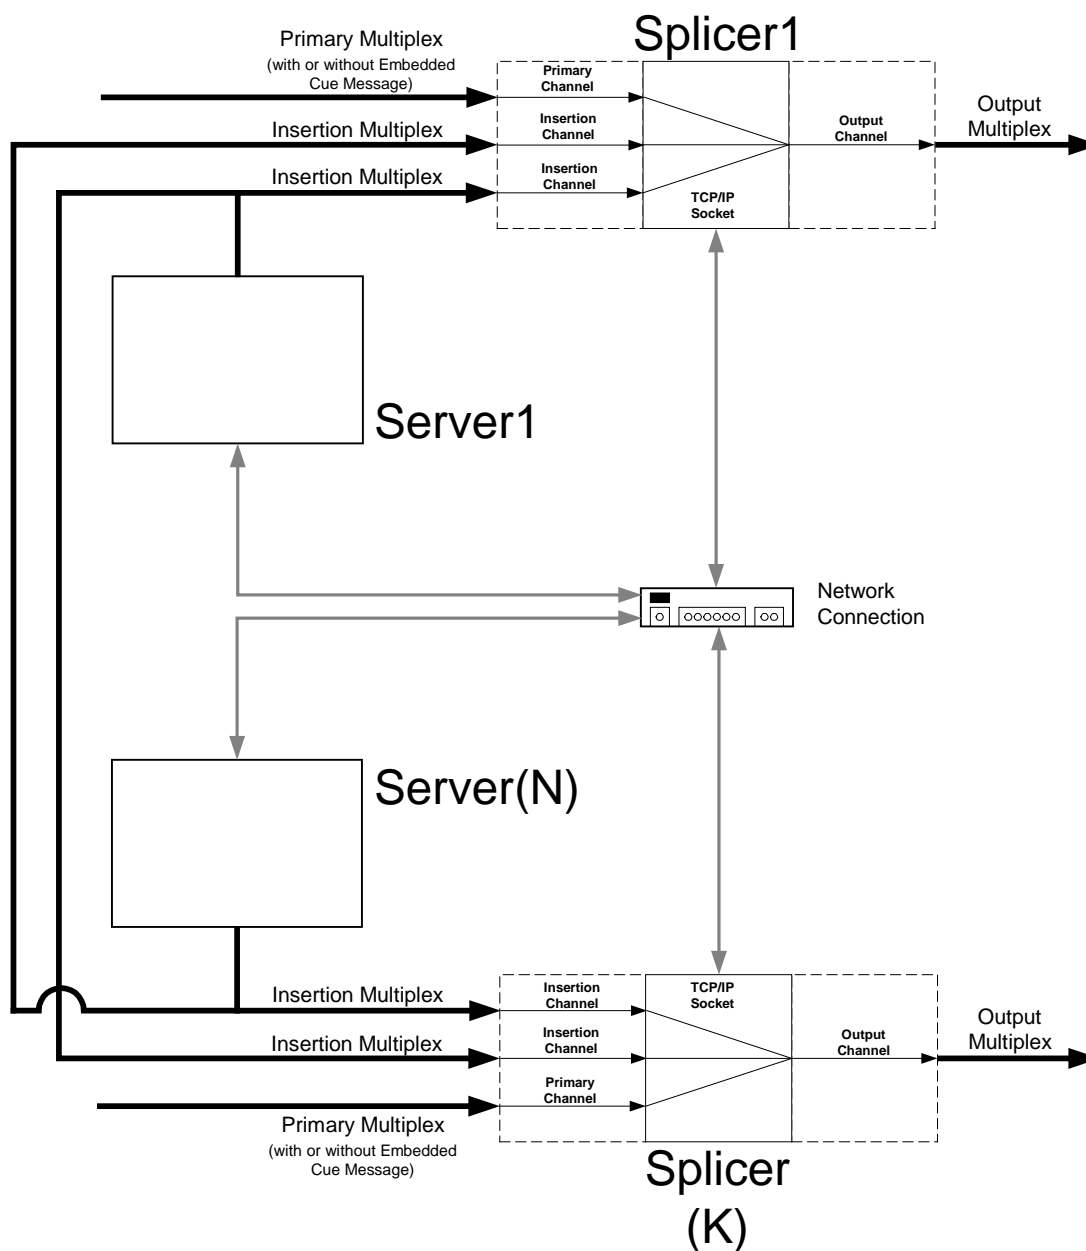 Splicer1
Primary Multiplex
(with or without Embedded
Cue Message)
Primary
Channel
Insertion Multiplex
Insertion
Channel
Insertion Multiplex
Insertion
Channel
TCP/IP
Socket
Output
Channel
Output
Multiplex
Server1
Network
Connection
Server(N)
Insertion Multiplex
Insertion
Channel
TCP/IP
Socket
Insertion Multiplex
Insertion
Channel
Output
Channel
Output
Multiplex
Primary
Channel
Primary Multiplex
(with or without Embedded
Cue Message)
Splicer
(K)